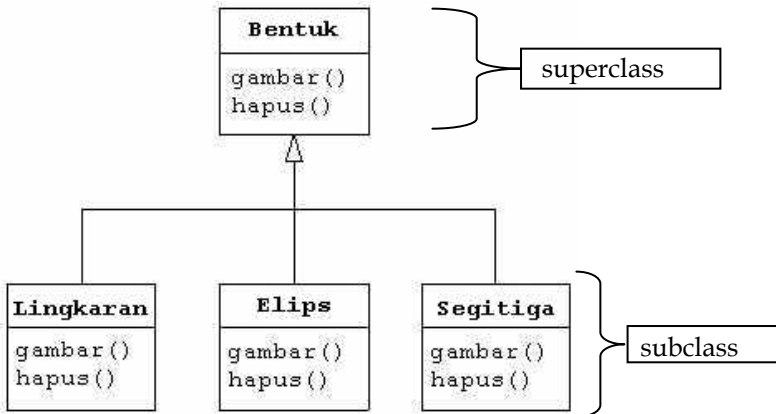 Bentuk
gambar()
hapus()
superclass
Lingkaran
gambar()
hapus()
Elips
gambar()
hapus()
Segitiga
gambar()
hapus()
subclass